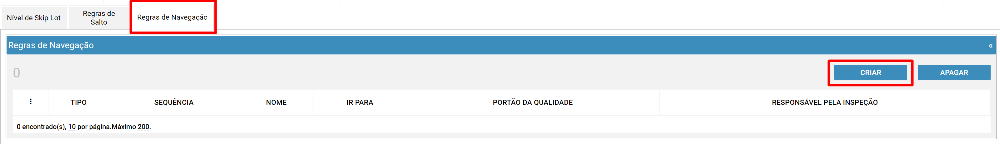 Nível de Skip Lot
Regras de
Salto
Regras de Navegação
Regras de Navegação
«
0
CRIAR
APAGAR
TIPO
SEQUÊNCIA
NOME
IR PARA
PORTÃO DA QUALIDADE
RESPONSÁVEL PELA INSPEÇÃO
0 encontrado(s), 10 por página.Máximo 200.